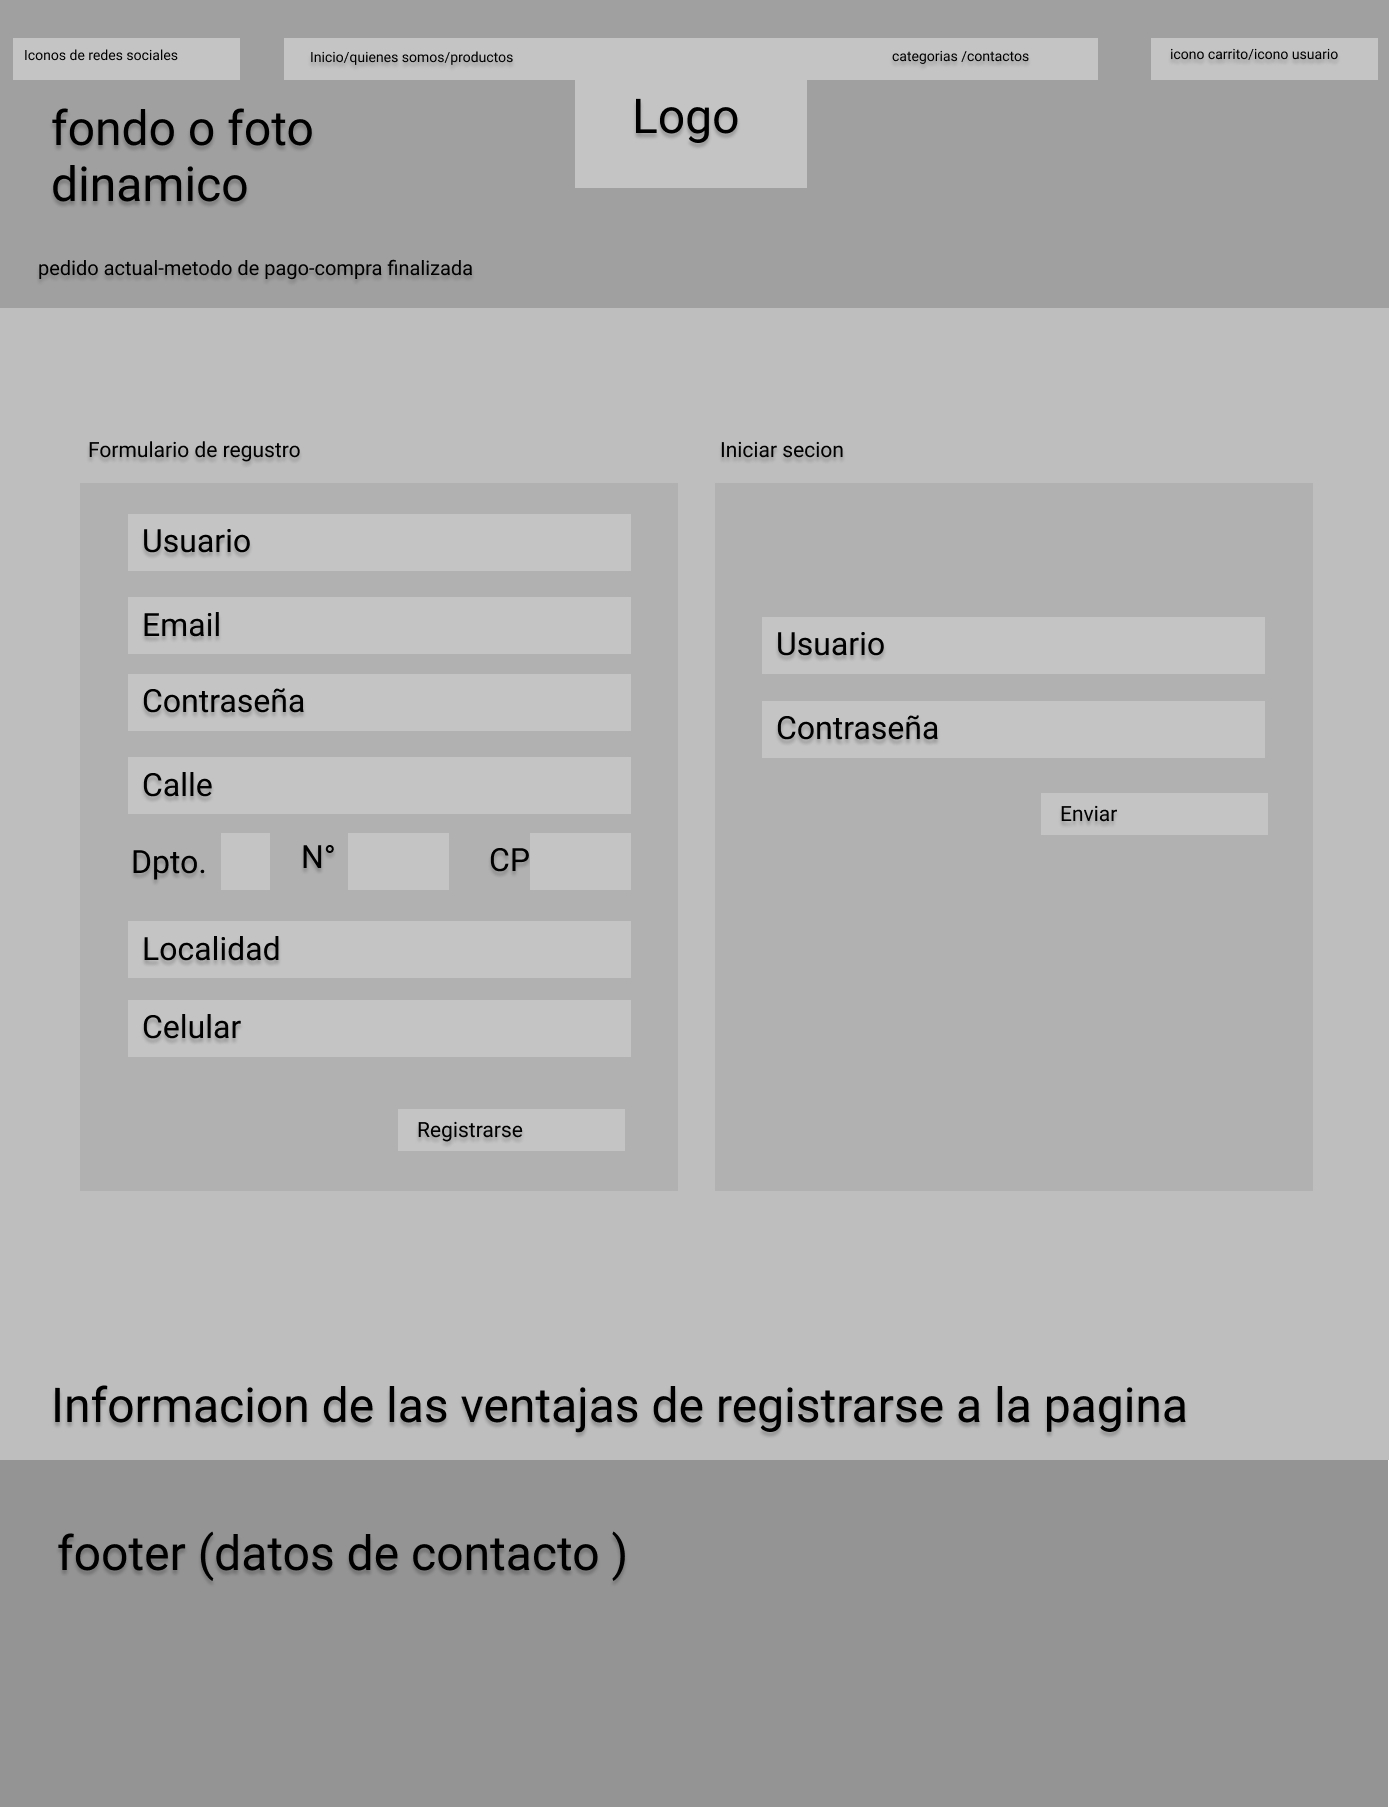 Iconos de redes sociales
Inicio/quienes somos/productos
categorias /contactos
icono carrito/icono usuario
Logo
fondo o foto
dinamico
pedido actual-metodo de pago-compra finalizada
Formulario de regustro
Usuario
Email
Contraseña
Calle
Dpto. N° CP
Localidad
Celular
Registrarse
Iniciar secion
Usuario
Contraseña
Enviar
Informacion de las ventajas de registrarse a la pagina
footer (datos de contacto )